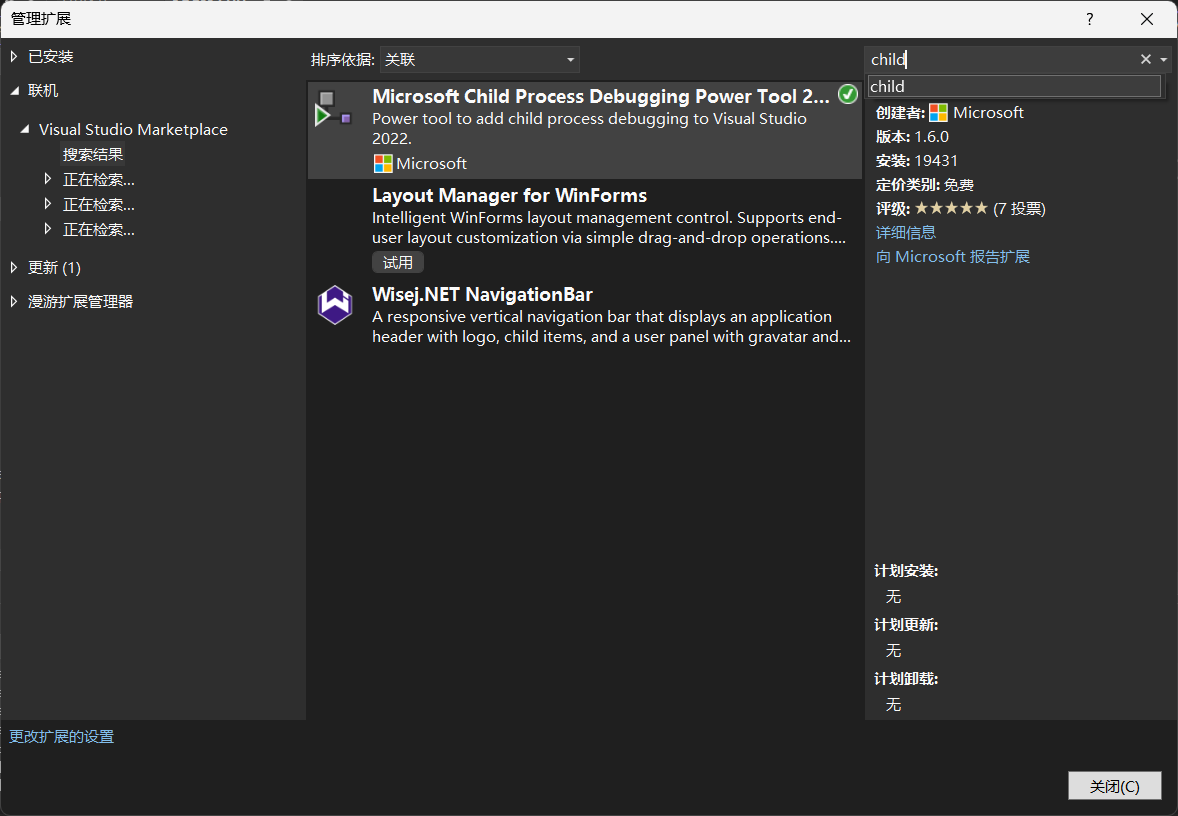 管理扩展
?
已安装
联机
Visual Studio Marketplace
搜索结果
正在检索...
正在检索...
正在检索...
更新 (1)
漫游扩展管理器
排序依据: 关联
Microsoft Child Process Debugging Power Tool 2...
Power tool to add child process debugging to Visual Studio
2022.
Microsoft
Layout Manager for WinForms
Intelligent WinForms layout management control. Supports end-
user layout customization via simple drag-and-drop operations....
试用
Wisej.NET NavigationBar
A responsive vertical navigation bar that displays an application
header with logo, child items, and a user panel with gravatar and...
child
child
创建者: Microsoft
版本: 1.6.0
安装: 19431
定价类别: 免费
评级: ★★★★★ (7 投票)
详细信息
向 Microsoft 报告扩展
计划安装:
无
计划更新:
无
计划卸载:
无
更改扩展的设置
关闭(C)